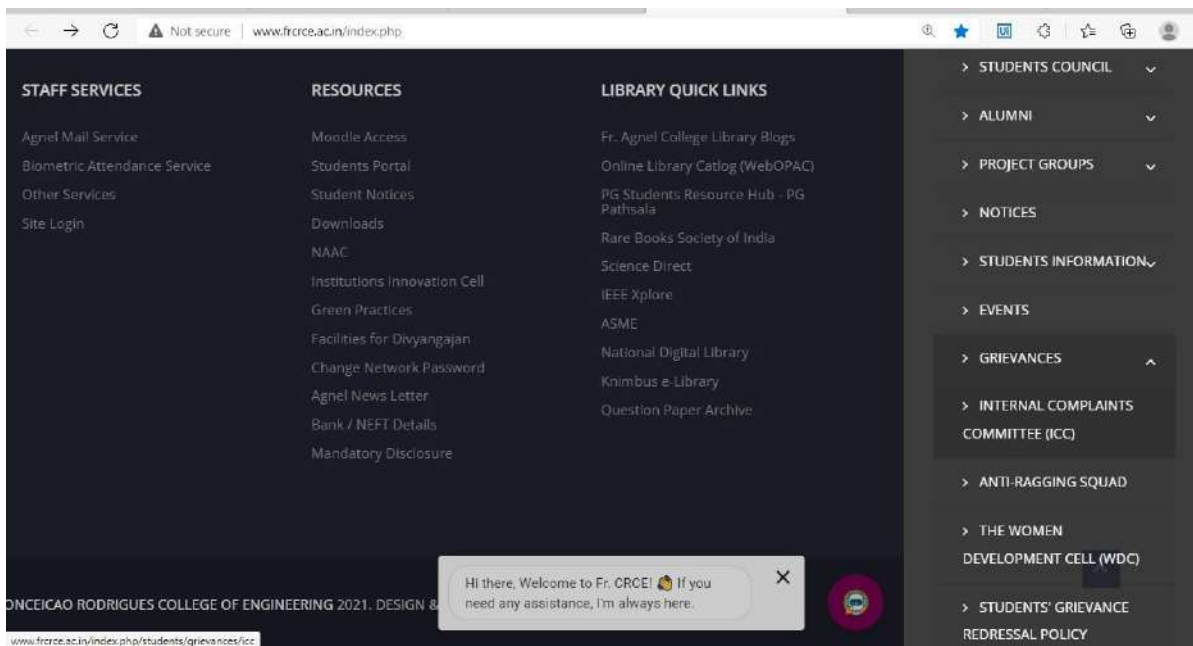 Not secure www.frcrce.ac.in/index.php
STAFF SERVICES
Agnel Mail Service
Biometric Attendance Service
Other Services
Site Login
RESOURCES
Moodle Access
Students Portal
Student Notices
Downloads
NAAC
Institutions Innovation Cell
Green Practices
Facilities for Divyangajan
Change Network Password
Agnel News Letter
Bank / NEFT Details
Mandatory Disclosure
LIBRARY QUICK LINKS
Fr. Agnel College Library Blogs
Online Library Catlog (WebOPAC)
PG Students Resource Hub - PG
Pathsala
Rare Books Society of India
Science Direct
IEEE Xplore
ASME
National Digital Library
Knimbus e-Library
Question Paper Archive
> STUDENTS COUNCIL
> ALUMNI
> PROJECT GROUPS
> NOTICES
> STUDENTS INFORMATION
> EVENTS
> GRIEVANCES
> INTERNAL COMPLAINTS
COMMITTEE (ICC)
> ANTI-RAGGING SQUAD
> THE WOMEN
DEVELOPMENT CELL (WDC)
> STUDENTS' GRIEVANCE
REDRESSAL POLICY
Hi there, Welcome to Fr. CRCE! 👋 If you
need any assistance, I'm always here.
ONCEICAO RODRIGUES COLLEGE OF ENGINEERING 2021. DESIGN &
www.frcrce.ac.in/index.php/students/grievances/icc